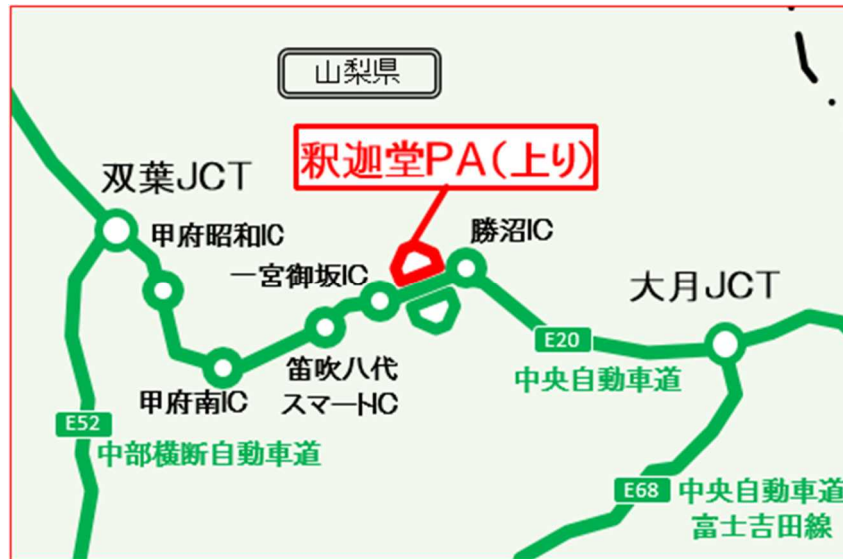 山梨県
釈迦堂PA(上り)
双葉JCT
甲府昭和IC
勝沼IC
一宮御坂IC
大月JCT
E20
笛吹八代
スマートIC
中央自動車道
甲府南IC
E52
中部横断自動車道
E68
中央自動車道
富士吉田線